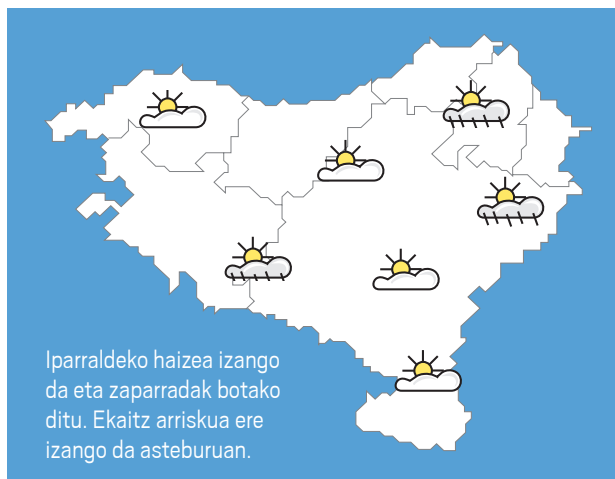 Iparraldeko haizea izango
da eta zaparradak botako
ditu. Ekaitz arriskua ere
izango da asteburuan.